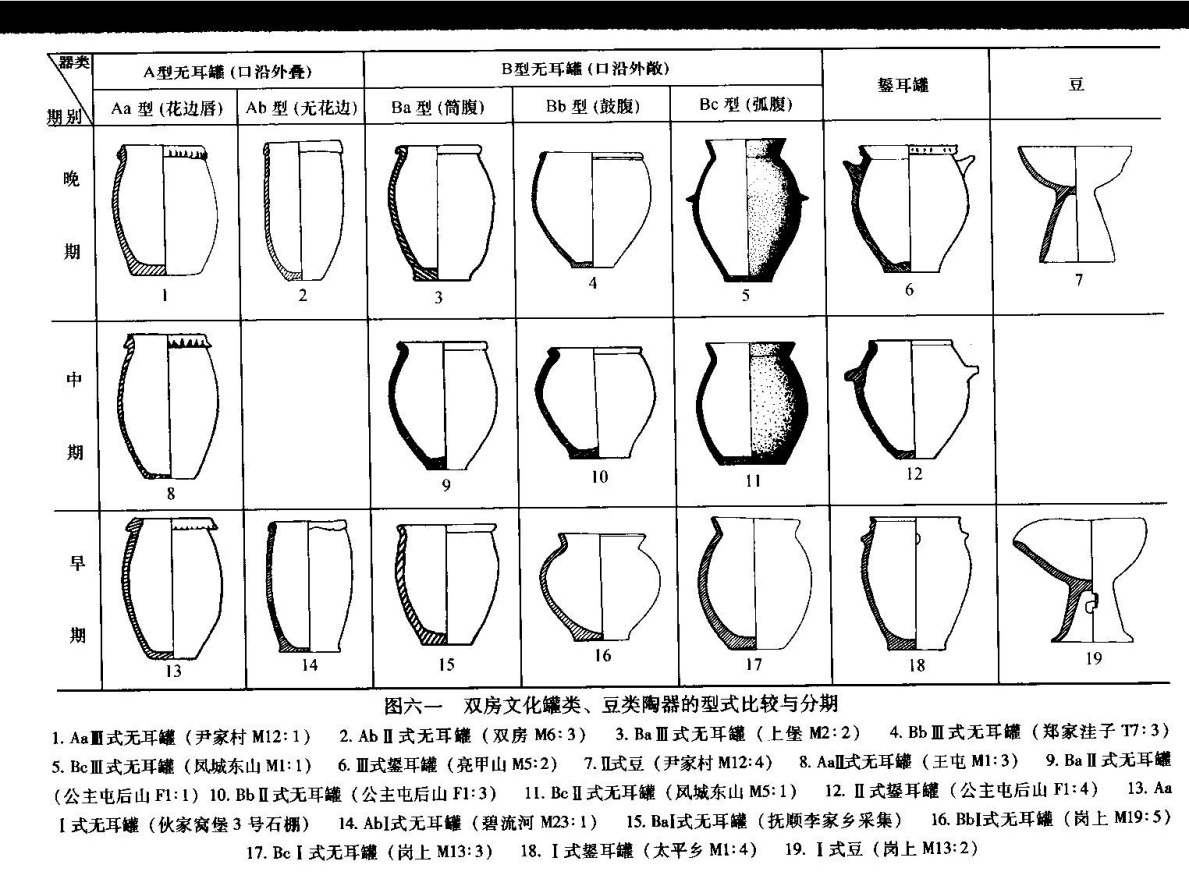 器类
期别
A型无耳罐（口沿外叠）
B型无耳罐（口沿外敞）
鋬耳罐
豆
Aa 型（花边唇）
Ab 型（无花边）
Ba 型（筒腹）
Bb 型（鼓腹）
Bc 型（弧腹）
晚期
1
2
3
4
5
6
7
中期
8
9
10
11
12
早期
13
14
15
16
17
18
19
图六一 双房文化罐类、豆类陶器的型式比较与分期
1. AaⅢ式无耳罐（尹家村 M12∶1） 2. AbⅡ式无耳罐（双房 M6∶3） 3. BaⅢ式无耳罐（上堡 M2∶2） 4. BbⅢ式无耳罐（郑家洼子 T7∶3）
5. BcⅢ式无耳罐（凤城东山 M1∶1） 6. Ⅲ式鋬耳罐（亮甲山 M5∶2） 7. Ⅱ式豆（尹家村 M12∶4） 8. AaⅡ式无耳罐（王屯 M1∶3） 9. BaⅡ式无耳罐
（公主屯后山 F1∶1） 10. BbⅡ式无耳罐（公主屯后山 F1∶3） 11. BcⅡ式无耳罐（凤城东山 M5∶1） 12. Ⅱ式鋬耳罐（公主屯后山 F1∶4） 13. Aa
Ⅰ式无耳罐（伙家窝堡 3 号石棚） 14. AbⅠ式无耳罐（碧流河 M23∶1） 15. BaⅠ式无耳罐（抚顺李家乡采集） 16. BbⅠ式无耳罐（岗上 M19∶5）
17. BcⅠ式无耳罐（岗上 M13∶3） 18. Ⅰ式鋬耳罐（太平乡 M1∶4） 19. Ⅰ式豆（岗上 M13∶2）